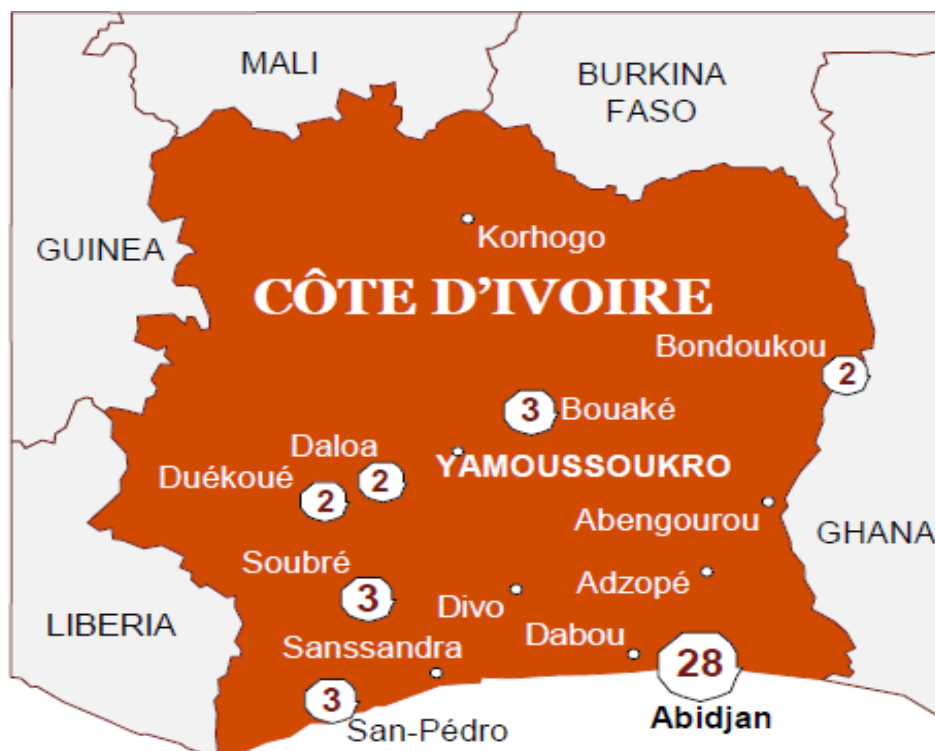 MALI
BURKINA
FASO
GUINEA
Korhogo
CÔTE D'IVOIRE
Bondoukou
2
3
Bouaké
Daloa
2
YAMOUSSOUKRO
Duékoué
2
Abengourou
GHANA
Soubré
3
Adzopé
Divo
LIBERIA
Sanssandra
Dabou
28
3
San-Pédro
Abidjan